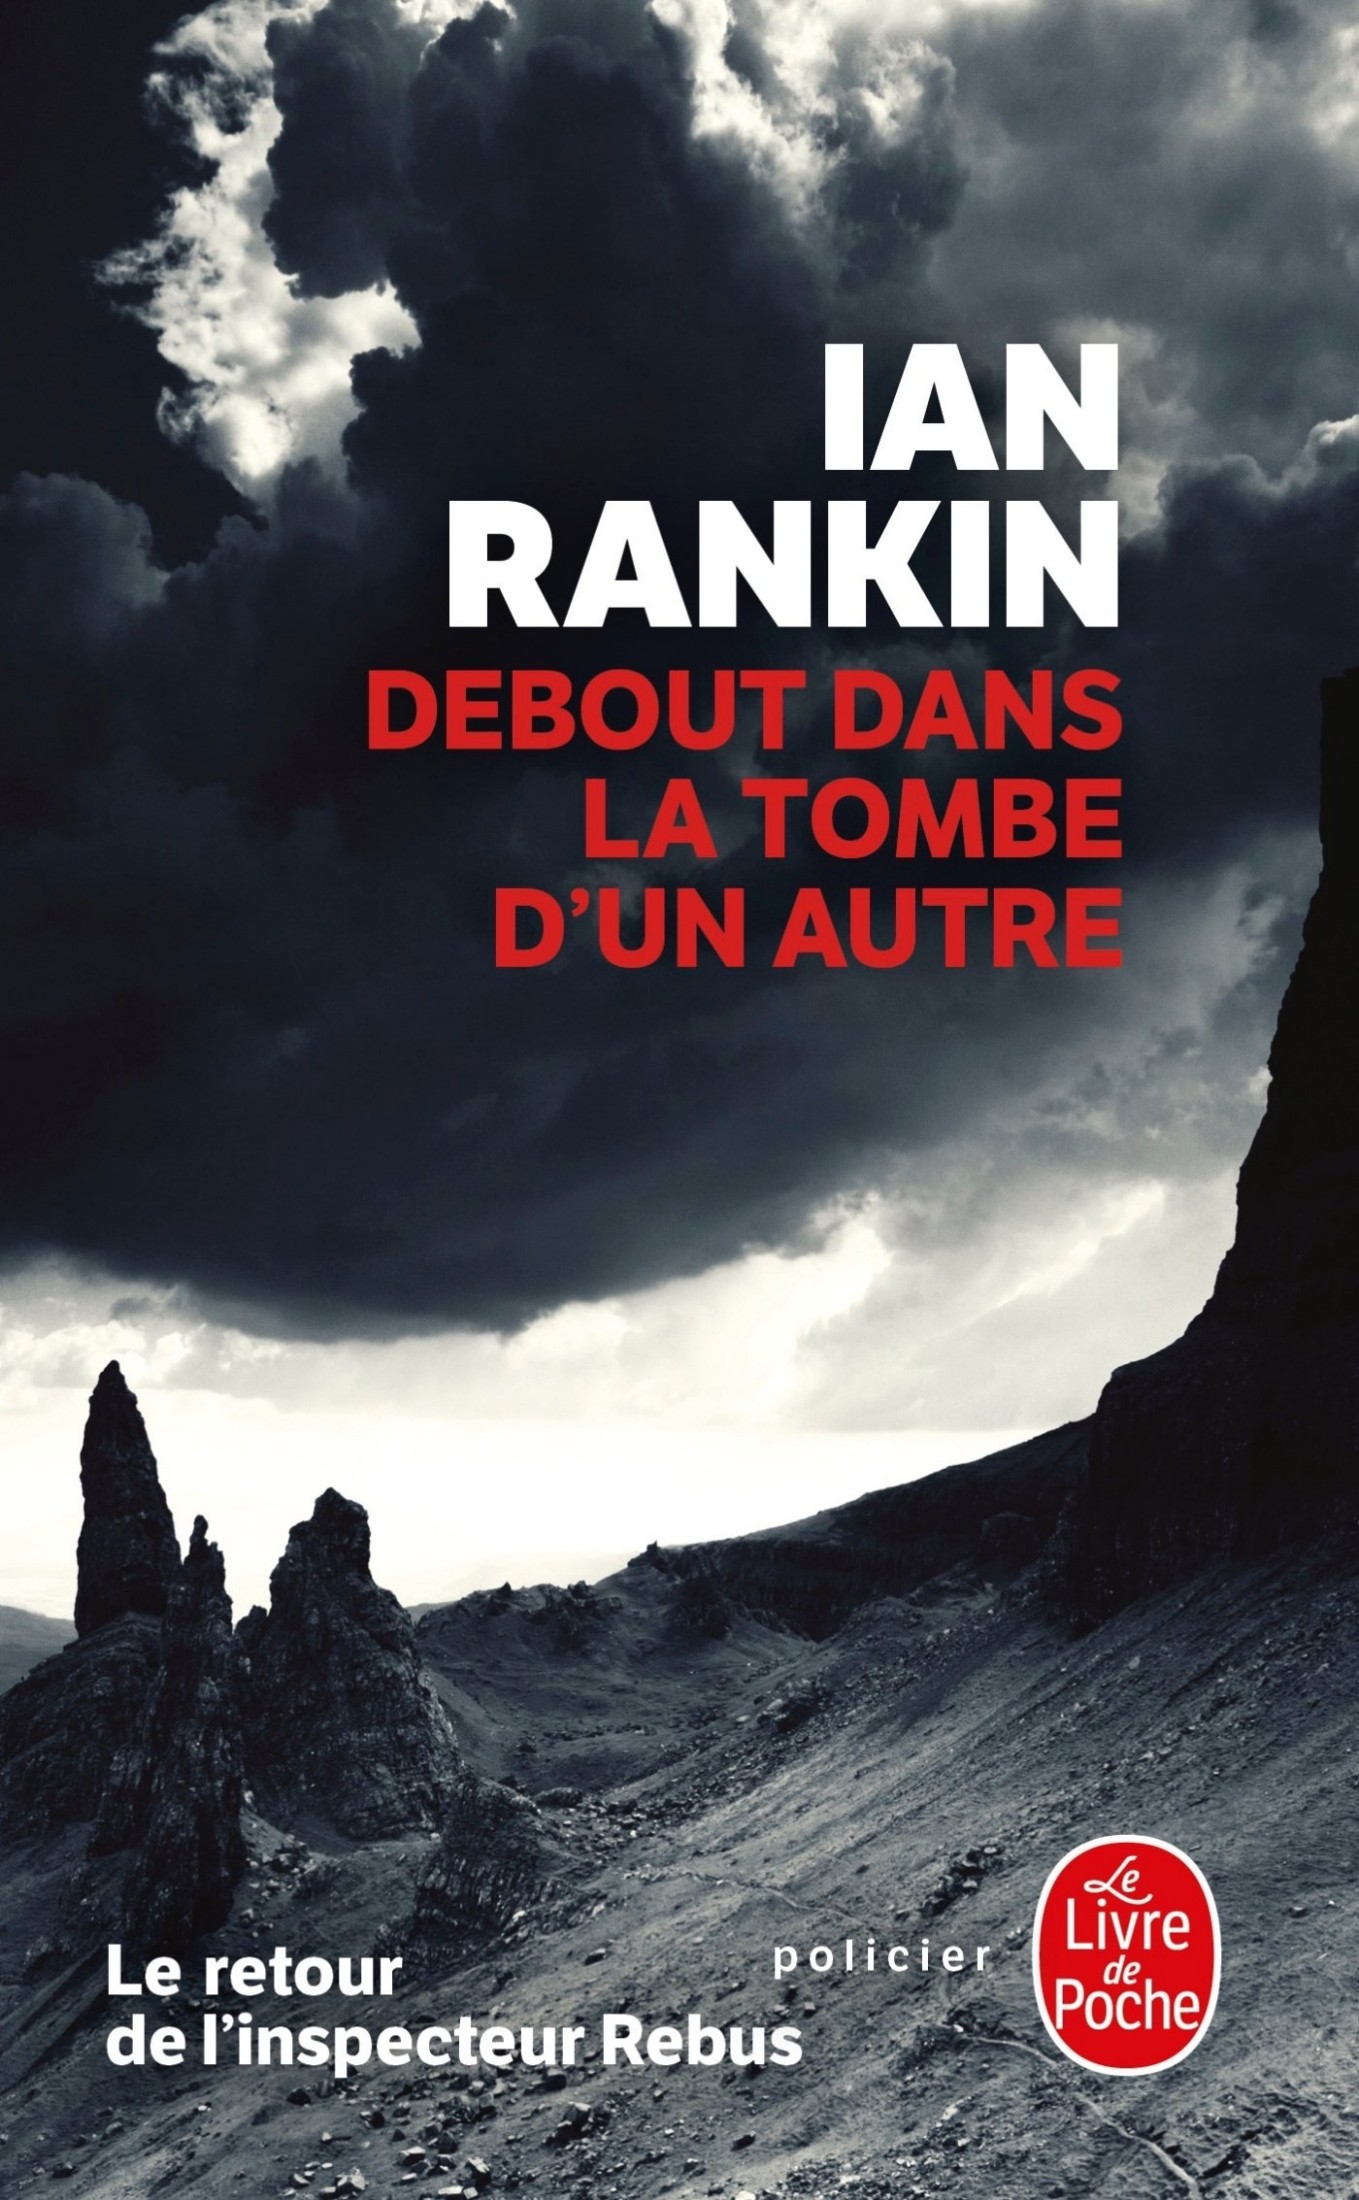 IAN
RANKIN
DEBOUT DANS
LA TOMBE
D’UN AUTRE
Le retour
de l’inspecteur Rebus
policier
Le
Livre
de
Poche